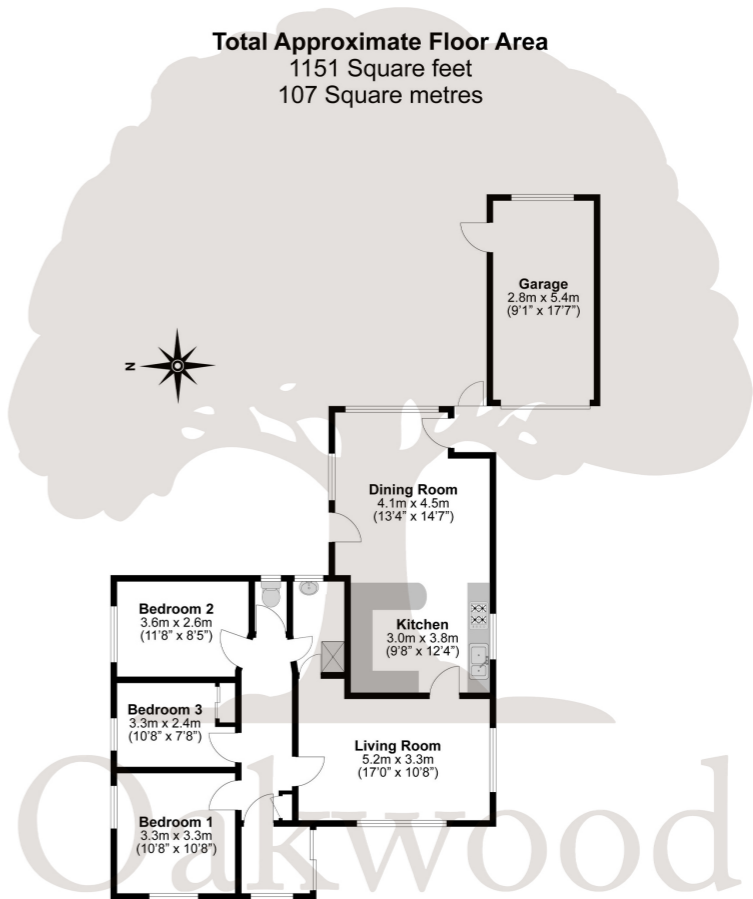 Total Approximate Floor Area
1151 Square feet
107 Square metres
Garage
2.8m x 5.4m
(9'1" x 17'7")
N
Dining Room
4.1m x 4.5m
(13'4" x 14'7")
Bedroom 2
3.6m x 2.6m
(11'8" x 8'5")
Kitchen
3.0m x 3.8m
(9'8" x 12'4")
Bedroom 3
3.3m x 2.4m
(10'8" x 7'8")
Living Room
5.2m x 3.3m
(17'0" x 10'8")
Bedroom 1
3.3m x 3.3m
(10'8" x 10'8")
Oakwood